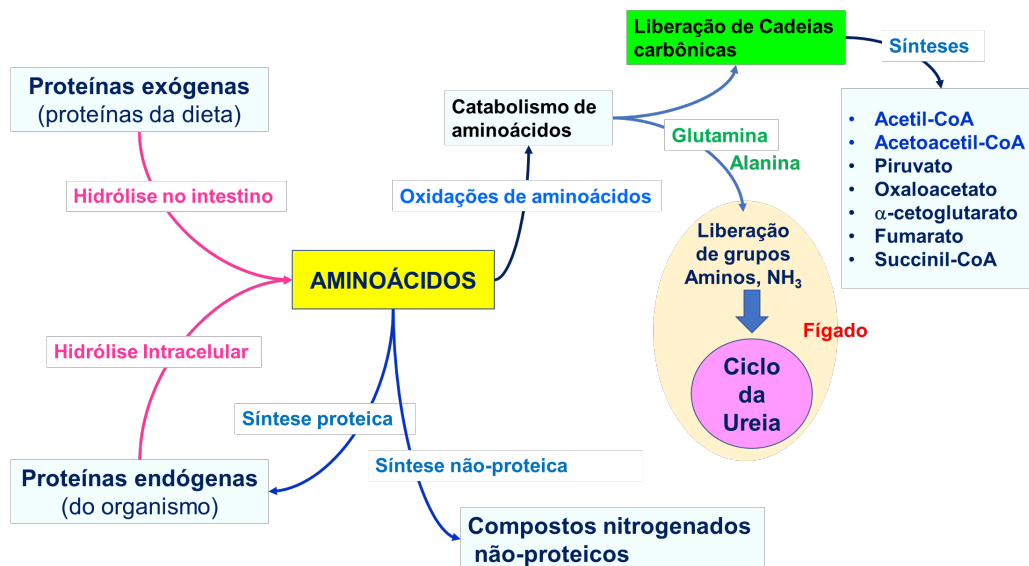 Liberação de Cadeias
carbônicas
Sínteses
Proteínas exógenas
(proteínas da dieta)
Catabolismo de
aminoácidos
Glutamina
Alanina
• Acetil-CoA
• Acetoacetil-CoA
• Piruvato
• Oxaloacetato
• α-cetoglutarato
• Fumarato
• Succinil-CoA
Hidrólise no intestino
Oxidações de aminoácidos
Liberação
de grupos
Aminos, NH₃
AMINOÁCIDOS
Fígado
Hidrólise Intracelular
Ciclo
da
Ureia
Síntese proteica
Síntese não-proteica
Proteínas endógenas
(do organismo)
Compostos nitrogenados
não-proteicos